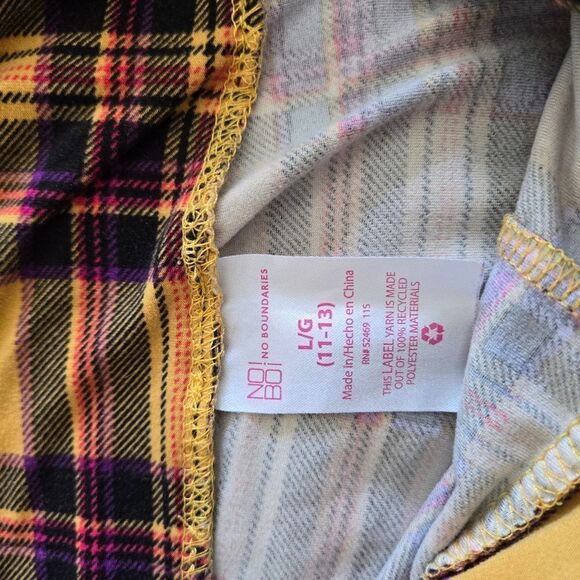 NO!
BO!
NO BOUNDARIES
L/G
(11-13)
Made in/Hecho en China
RN# 52469 11S
THIS LABEL YARN IS MADE
OUT OF 100% RECYCLED
POLYESTER MATERIALS